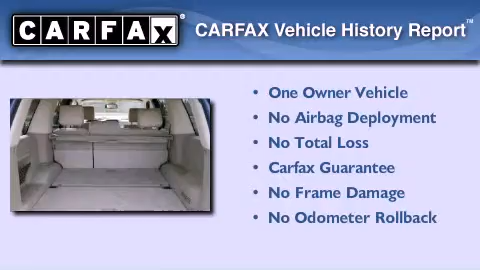 CARFAX® CARFAX Vehicle History Report™
• One Owner Vehicle
• No Airbag Deployment
• No Total Loss
• Carfax Guarantee
• No Frame Damage
• No Odometer Rollback